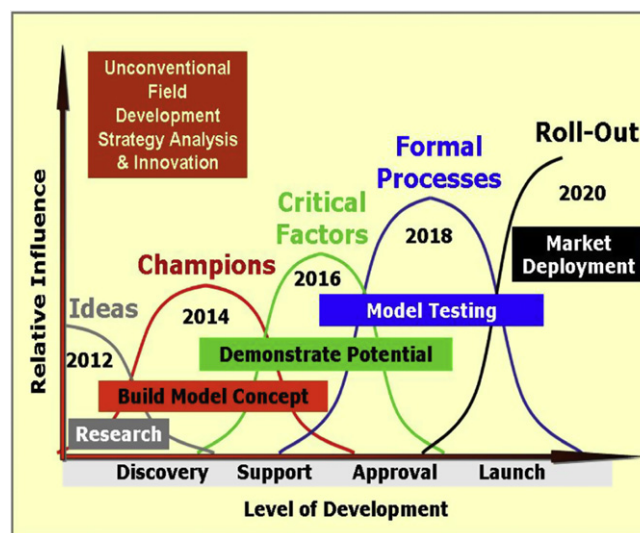 Unconventional
Field
Development
Strategy Analysis
& Innovation
Relative Influence
Ideas
2012
Research
Champions
2014
Build Model Concept
Critical
Factors
2016
Demonstrate Potential
Formal
Processes
2018
Model Testing
Roll-Out
2020
Market
Deployment
Discovery Support Approval Launch
Level of Development